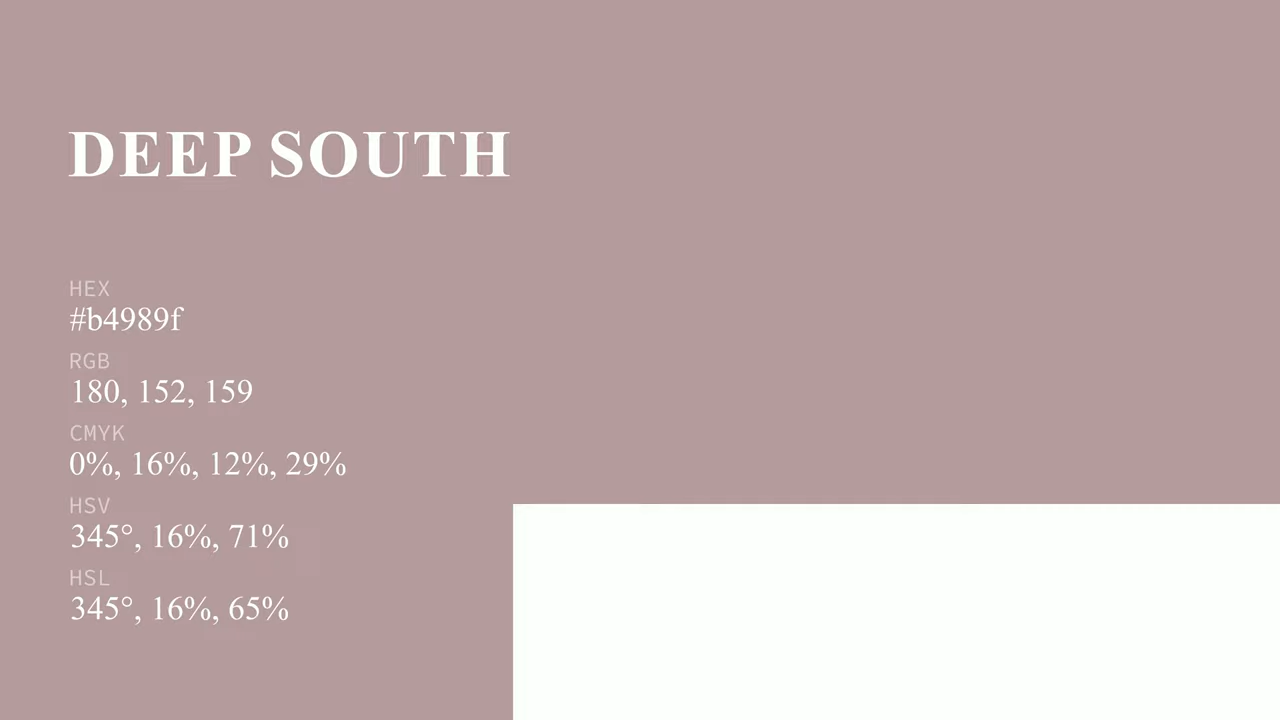 DEEP SOUTH
HEX
#b4989f
RGB
180, 152, 159
CMYK
0%, 16%, 12%, 29%
HSV
345°, 16%, 71%
HSL
345°, 16%, 65%